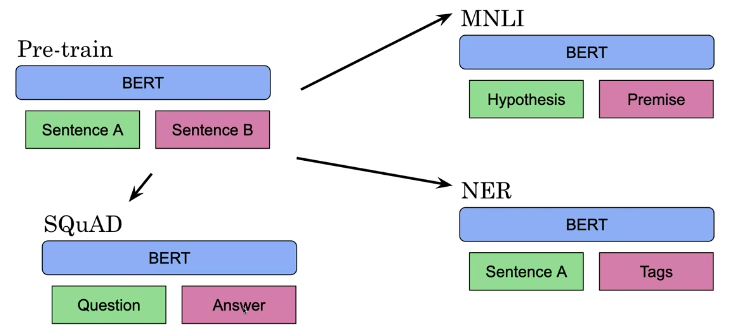 Pre-train
BERT
Sentence A
Sentence B
MNLI
BERT
Hypothesis
Premise
SQuAD
BERT
Question
Answer
NER
BERT
Sentence A
Tags